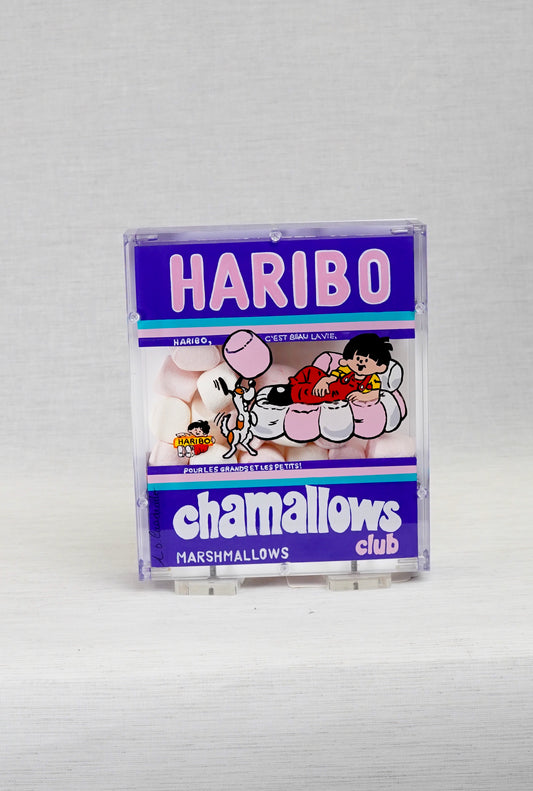 HARIBO
HARIBO, C'EST BEAU LA VIE,
HARIBO
POUR LES GRANDS ET LES PETITS!
chamallows
club
MARSHMALLOWS